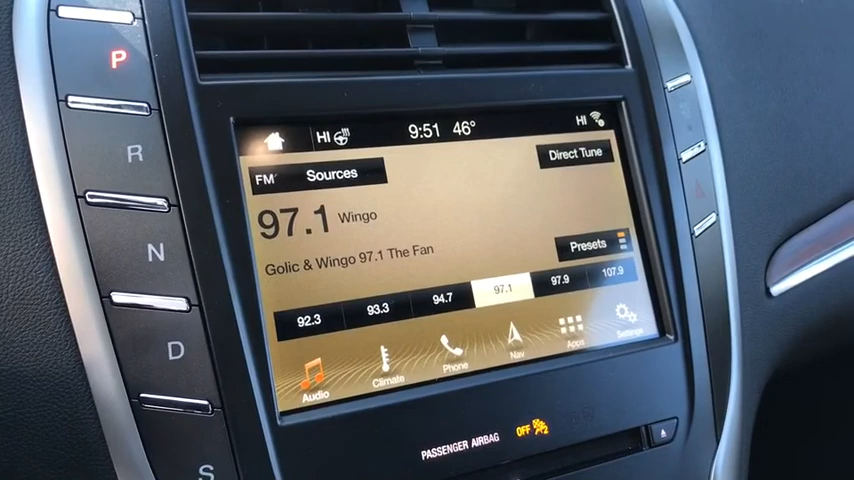 P
R
N
D
S
HI 9:51 46° HI
FM Sources Direct Tune
97.1 Wingo
Golic & Wingo 97.1 The Fan
Presets
92.3 93.3 94.7 97.1 97.9 107.9
Audio Climate Phone Nav Apps Settings
PASSENGER AIRBAG OFF 2